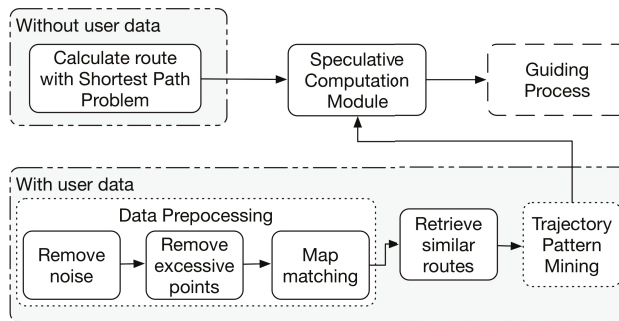 Without user data
Calculate route
with Shortest Path
Problem
Speculative
Computation
Module
Guiding
Process
With user data
Data Prepocessing
Remove
noise
Remove
excessive
points
Map
matching
Retrieve
similar
routes
Trajectory
Pattern
Mining